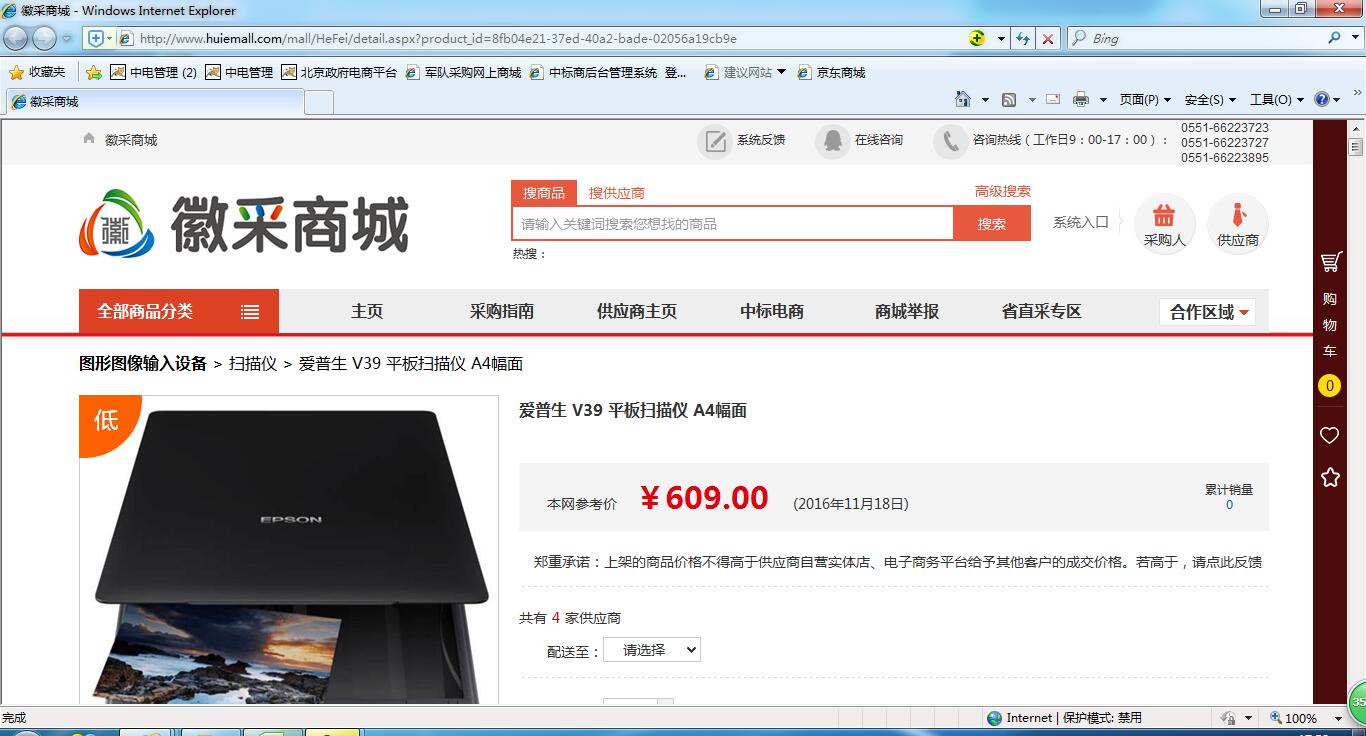 徽采商城 - Windows Internet Explorer
http://www.huiemall.com/mall/HeFei/detail.aspx?product_id=8fb04e21-37ed-40a2-bade-02056a19cb9e
Bing
收藏夹 中电管理 (2) 中电管理 北京政府电商平台 军队采购网上商城 中标商后台管理系统 登... 建议网站 京东商城
徽采商城
页面(P) 安全(S) 工具(O)
徽采商城
系统反馈
在线咨询
咨询热线（工作日9：00-17：00）：
0551-66223723
0551-66223727
0551-66223895
徽
徽采商城
搜商品 搜供应商 高级搜索
请输入关键词搜索您想找的商品 搜索
热搜：
系统入口
采购人
供应商
全部商品分类 主页 采购指南 供应商主页 中标电商 商城举报 省直采专区 合作区域
图形图像输入设备 > 扫描仪 > 爱普生 V39 平板扫描仪 A4幅面
低
EPSON
爱普生 V39 平板扫描仪 A4幅面
本网参考价 ￥609.00 (2016年11月18日)
累计销量
0
郑重承诺：上架的商品价格不得高于供应商自营实体店、电子商务平台给予其他客户的成交价格。若高于，请点此反馈
共有 4 家供应商
配送至： 请选择
购
物
车
0
35
完成 Internet | 保护模式: 禁用 100%